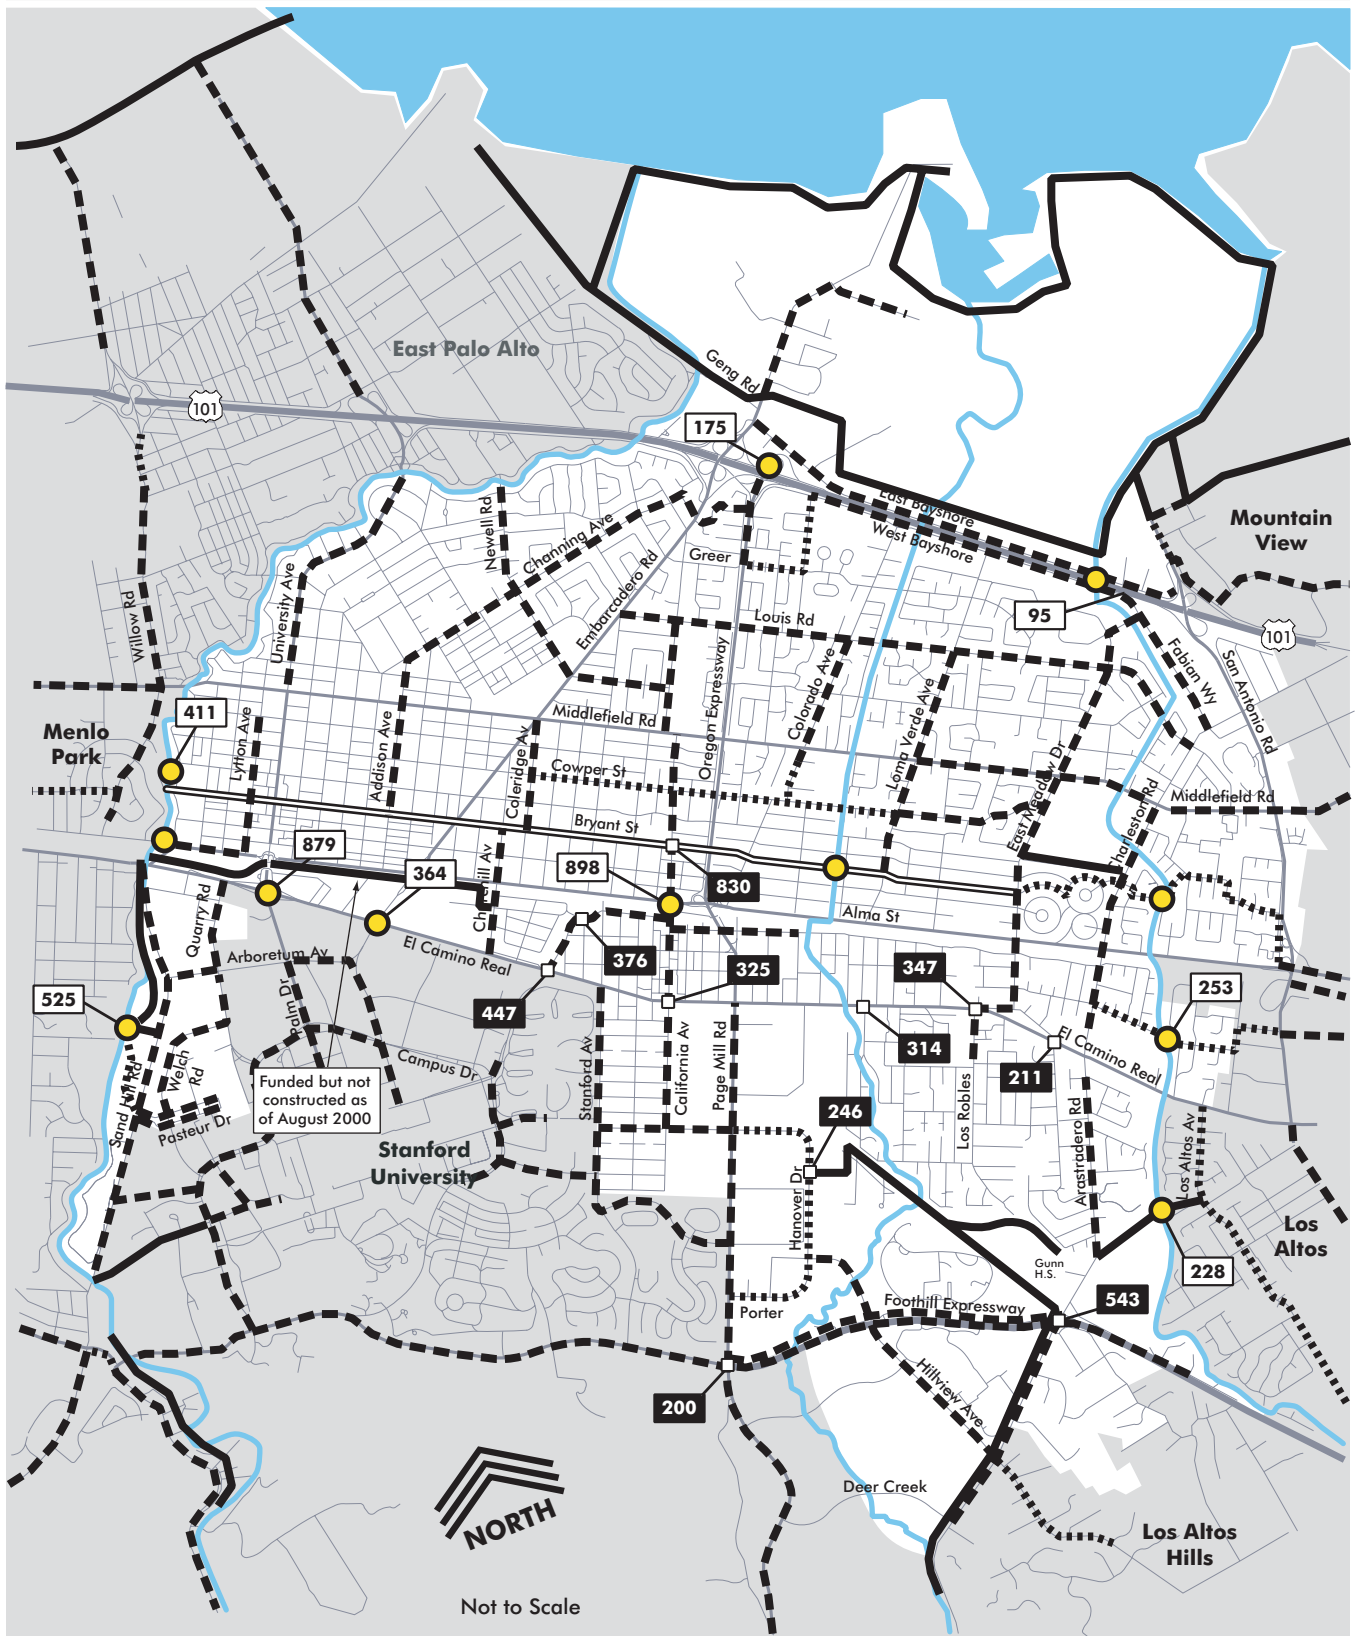 East Palo Alto
101
Geng Rd
175
East Bayshore
West Bayshore
Mountain
View
Newell Rd
Channing Ave
Greer
Embarcadero Rd
University Ave
Willow Rd
Louis Rd
95
101
Fabian Wy
San Antonio Rd
411
Menlo
Park
Lytton Ave
Addison Ave
Middlefield Rd
Oregon Expressway
Colorado Ave
Loma Verde Ave
East Meadow Dr
Coleridge Av
Cowper St
Middlefield Rd
Charleston Rd
Bryant St
879
364
898
830
Churchill Av
Quarry Rd
Alma St
Arboretum Av
El Camino Real
376
325
347
253
525
447
Palm Dr
314
El Camino Real
211
Welch
Rd
Campus Dr
Stanford Av
California Av
Page Mill Rd
Sand Hill Rd
Funded but not
constructed as
of August 2000
Pasteur Dr
246
Los Robles
Arastradero Rd
Los Altos Av
Stanford
University
Hanover Dr
Los
Altos
Gunn
H.S.
228
543
Foothill Expressway
Porter
Hillview Ave
200
Deer Creek
NORTH
Los Altos
Hills
Not to Scale